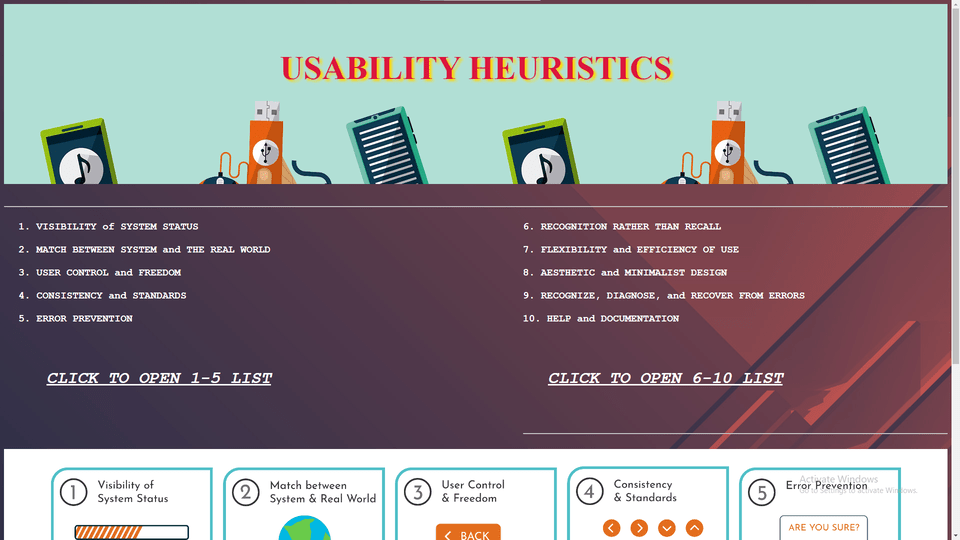 USABILITY HEURISTICS
1. VISIBILITY of SYSTEM STATUS
2. MATCH BETWEEN SYSTEM and THE REAL WORLD
3. USER CONTROL and FREEDOM
4. CONSISTENCY and STANDARDS
5. ERROR PREVENTION
CLICK TO OPEN 1-5 LIST
6. RECOGNITION RATHER THAN RECALL
7. FLEXIBILITY and EFFICIENCY OF USE
8. AESTHETIC and MINIMALIST DESIGN
9. RECOGNIZE, DIAGNOSE, and RECOVER FROM ERRORS
10. HELP and DOCUMENTATION
CLICK TO OPEN 6-10 LIST
1 Visibility of
System Status
2 Match between
System & Real World
3 User Control
& Freedom
BACK
4 Consistency
& Standards
5 Error Prevention
ARE YOU SURE?
Activate Windows
Go to Settings to activate Windows.